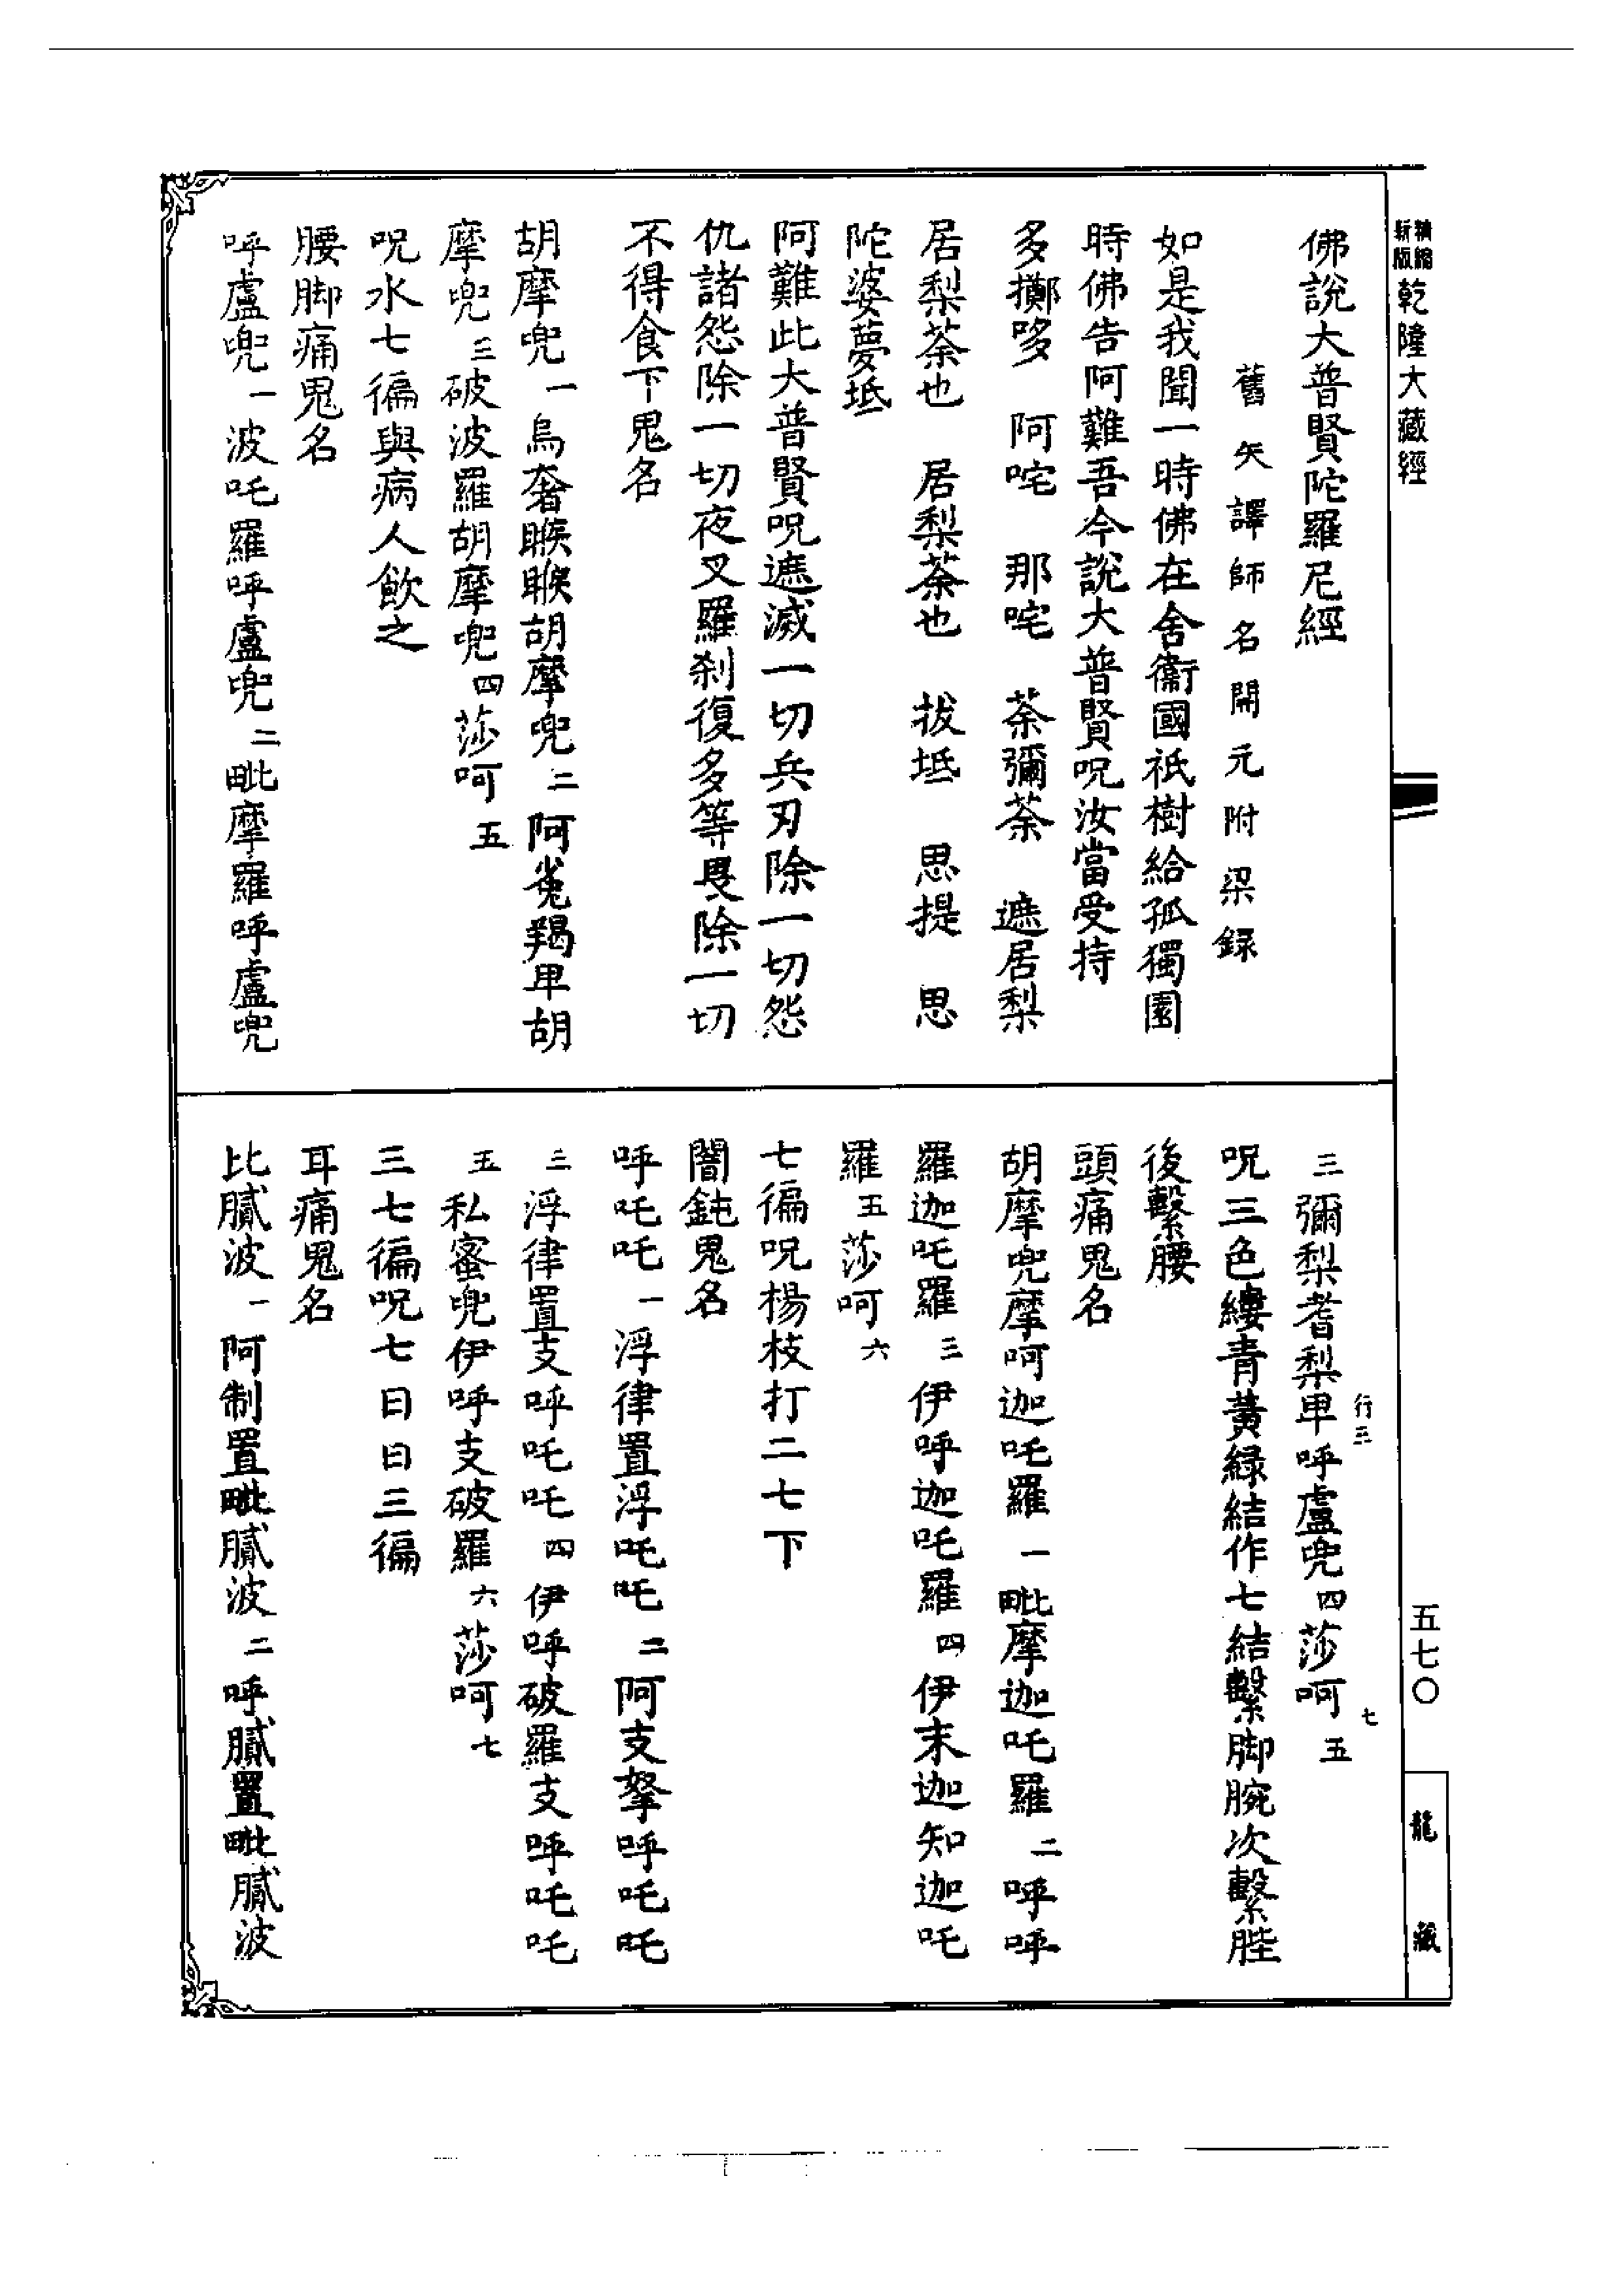 新版精縮乾隆大藏經
佛說大普賢陀羅尼經
舊失譯師名開元附梁錄
如是我聞一時佛在舍衞國祇樹給孤獨園
時佛告阿難吾今說大普賢呪汝當受持
多擲哆 阿咤 那咤 荼彌荼 遮居梨
居梨荼也 居梨荼也 拔坻 思提 思
陀婆夢坻
阿難此大普賢呪遮滅一切兵刃除一切怨
仇諸怨除一切夜叉羅刹復多等畏除一切
不得食下鬼名
胡摩兜一烏奢睺睺胡摩兜二阿兔羯卑胡
摩兜三破波羅胡摩兜四莎呵五
呪水七徧與病人飲之
腰脚痛鬼名
呼盧兜一波吒羅呼盧兜二毗摩羅呼盧兜
三彌梨耆梨卑呼盧兜四莎呵五
呪三色縷青黃綠結作七結繫脚腕次繫䏶
後繫腰
頭痛鬼名
胡摩兜摩呵迦吒羅一毗摩迦吒羅二呼呼
羅迦吒羅三伊呼迦吒羅四伊末迦知迦吒
羅五莎呵六
七徧呪楊枝打二七下
闇鈍鬼名
呼吒吒一浮律置浮吒吒二阿支拏呼吒吒
三浮律置支呼吒吒四伊呼破羅支呼吒吒
五私蜜兜伊呼支破羅六莎呵七
三七徧呪七日日三徧
耳痛鬼名
比膩波一阿制置毗膩波二呼膩置毗膩波
行三
七
五七〇
龍藏